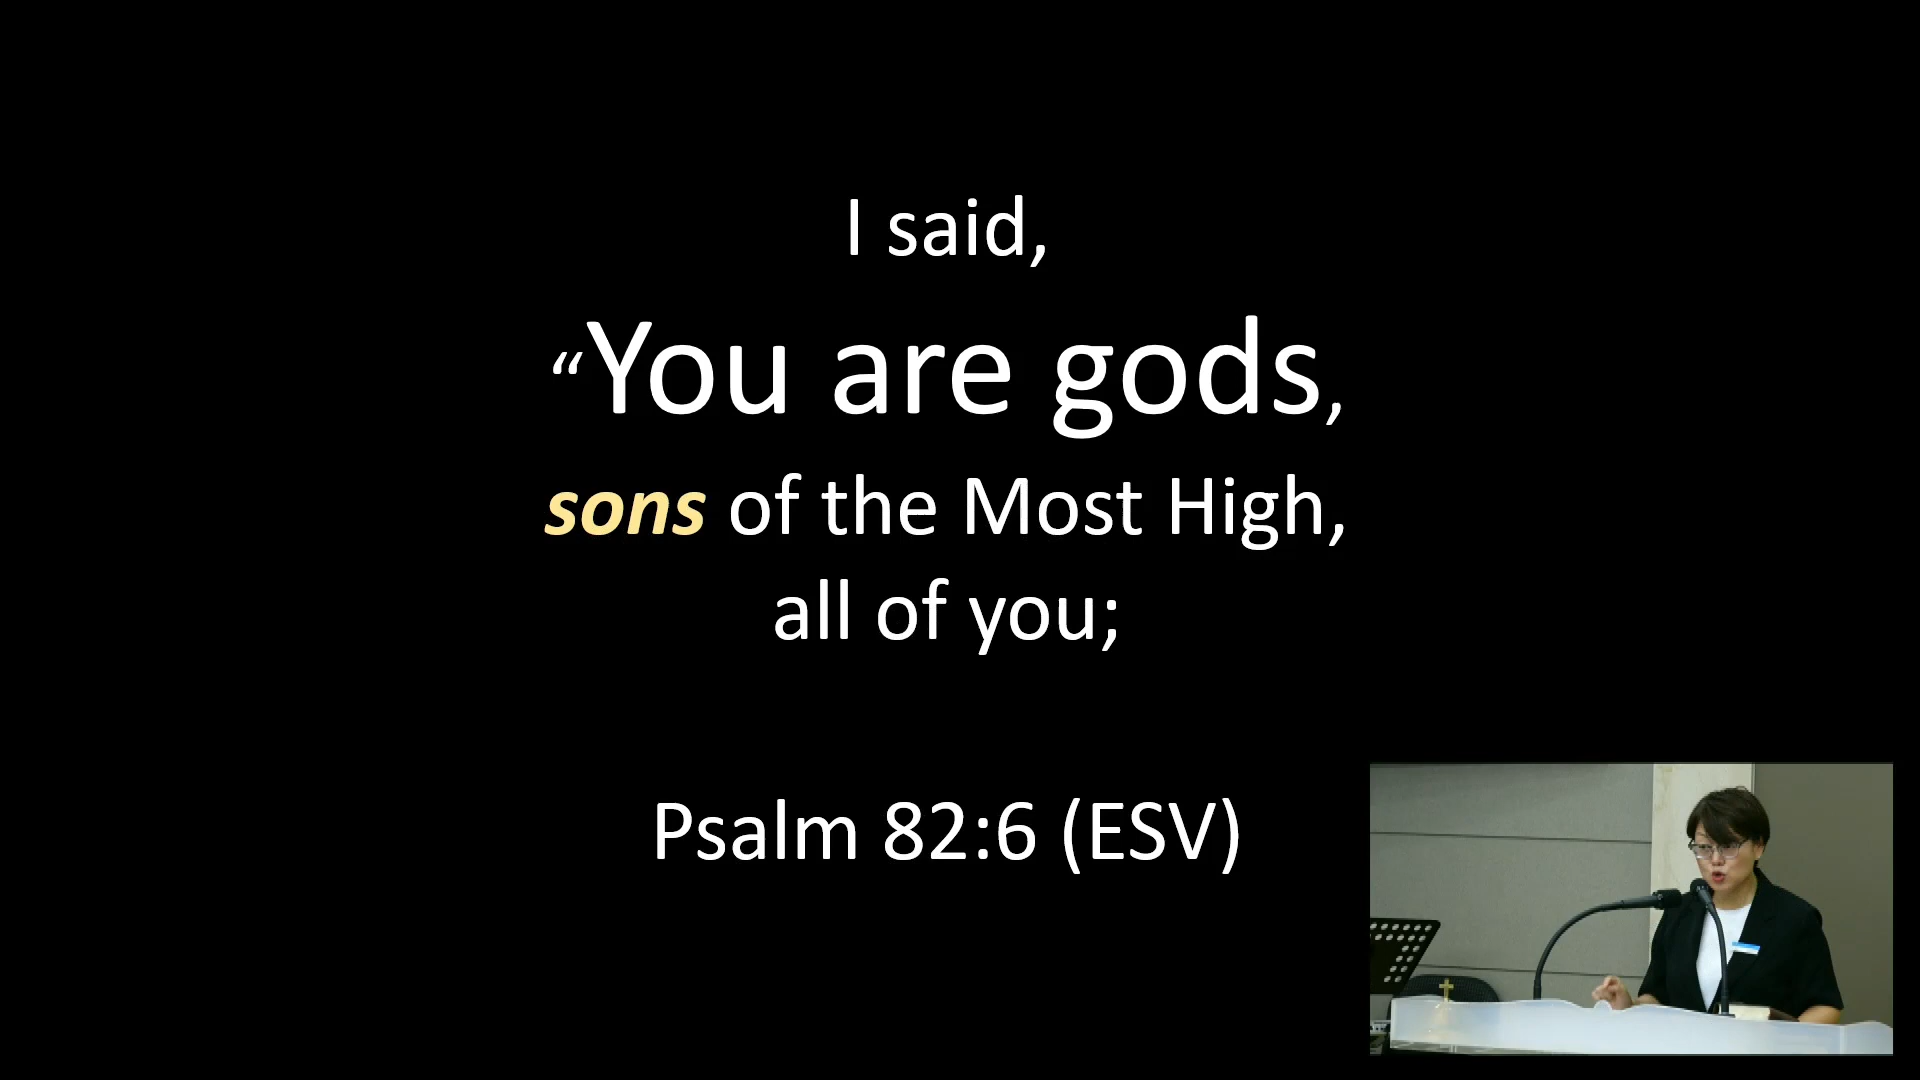 I said,
“You are gods,
sons of the Most High,
all of you;
Psalm 82:6 (ESV)